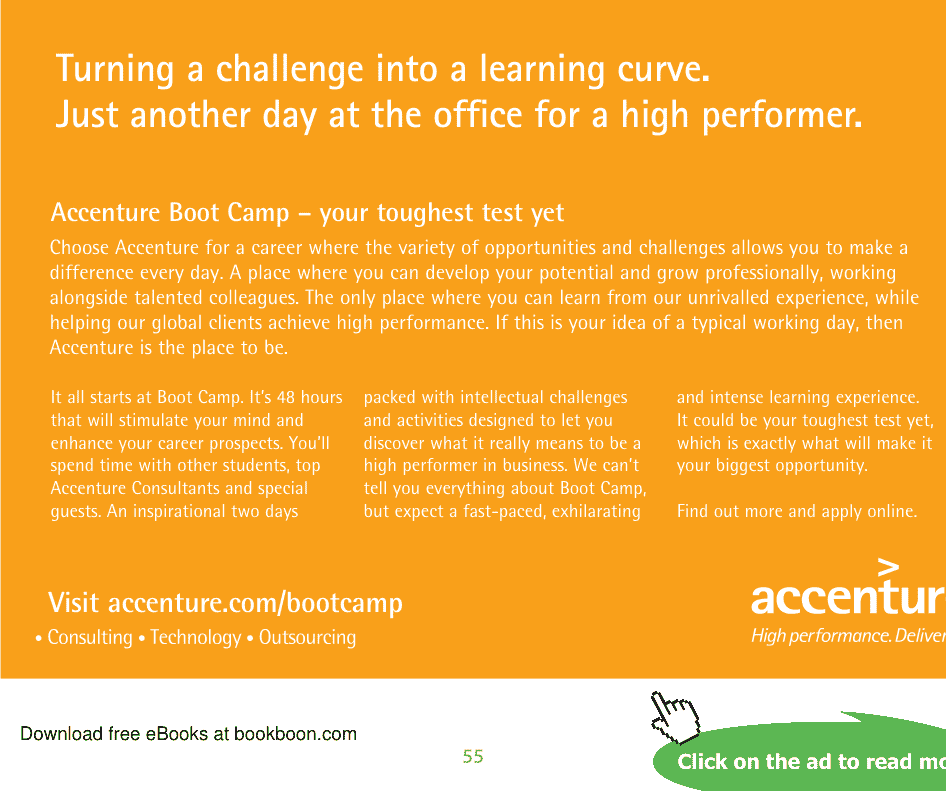 Turning a challenge into a learning curve.
Just another day at the office for a high performer.
Accenture Boot Camp – your toughest test yet
Choose Accenture for a career where the variety of opportunities and challenges allows you to make a
difference every day. A place where you can develop your potential and grow professionally, working
alongside talented colleagues. The only place where you can learn from our unrivalled experience, while
helping our global clients achieve high performance. If this is your idea of a typical working day, then
Accenture is the place to be.
It all starts at Boot Camp. It's 48 hours
that will stimulate your mind and
enhance your career prospects. You'll
spend time with other students, top
Accenture Consultants and special
guests. An inspirational two days
packed with intellectual challenges
and activities designed to let you
discover what it really means to be a
high performer in business. We can't
tell you everything about Boot Camp,
but expect a fast-paced, exhilarating
and intense learning experience.
It could be your toughest test yet,
which is exactly what will make it
your biggest opportunity.
Find out more and apply online.
Visit accenture.com/bootcamp
• Consulting • Technology • Outsourcing
>
accentur
High performance. Deliver
Download free eBooks at bookboon.com
55
Click on the ad to read mo